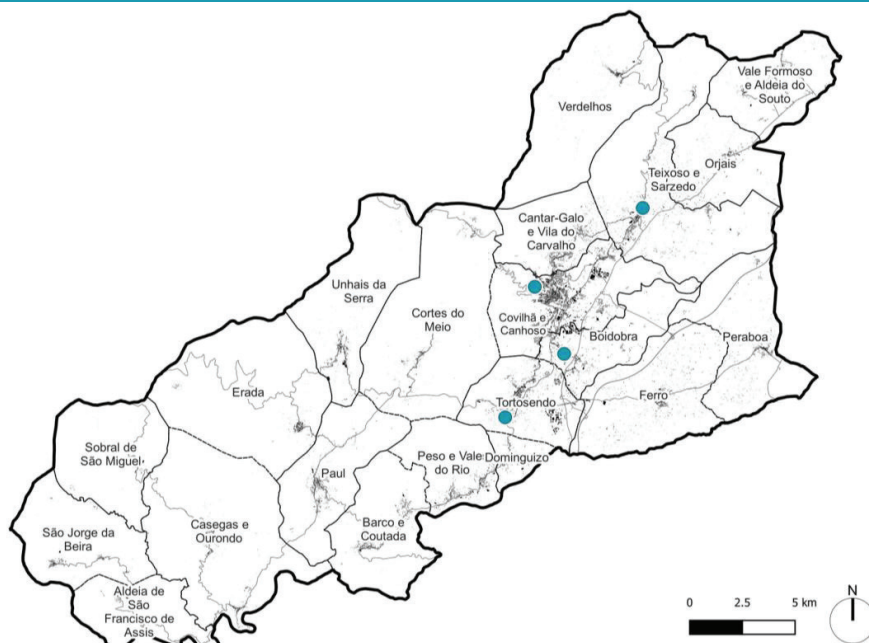 Vale Formoso
e Aldeia do
Souto
Verdelhos
Orjais
Teixoso e
Sarzedo
Cantar-Galo
e Vila do
Carvalho
Unhais da
Serra
Cortes do
Meio
Covilhã e
Canhoso
Boidobra
Peraboa
Erada
Tortosendo
Ferro
Sobral de
São Miguel
Paul
Peso e Vale
do Rio
Dominguizo
São Jorge da
Beira
Casegas e
Ourondo
Barco e
Coutada
Aldeia de
São
Francisco de
Assis
0 2.5 5 km
N